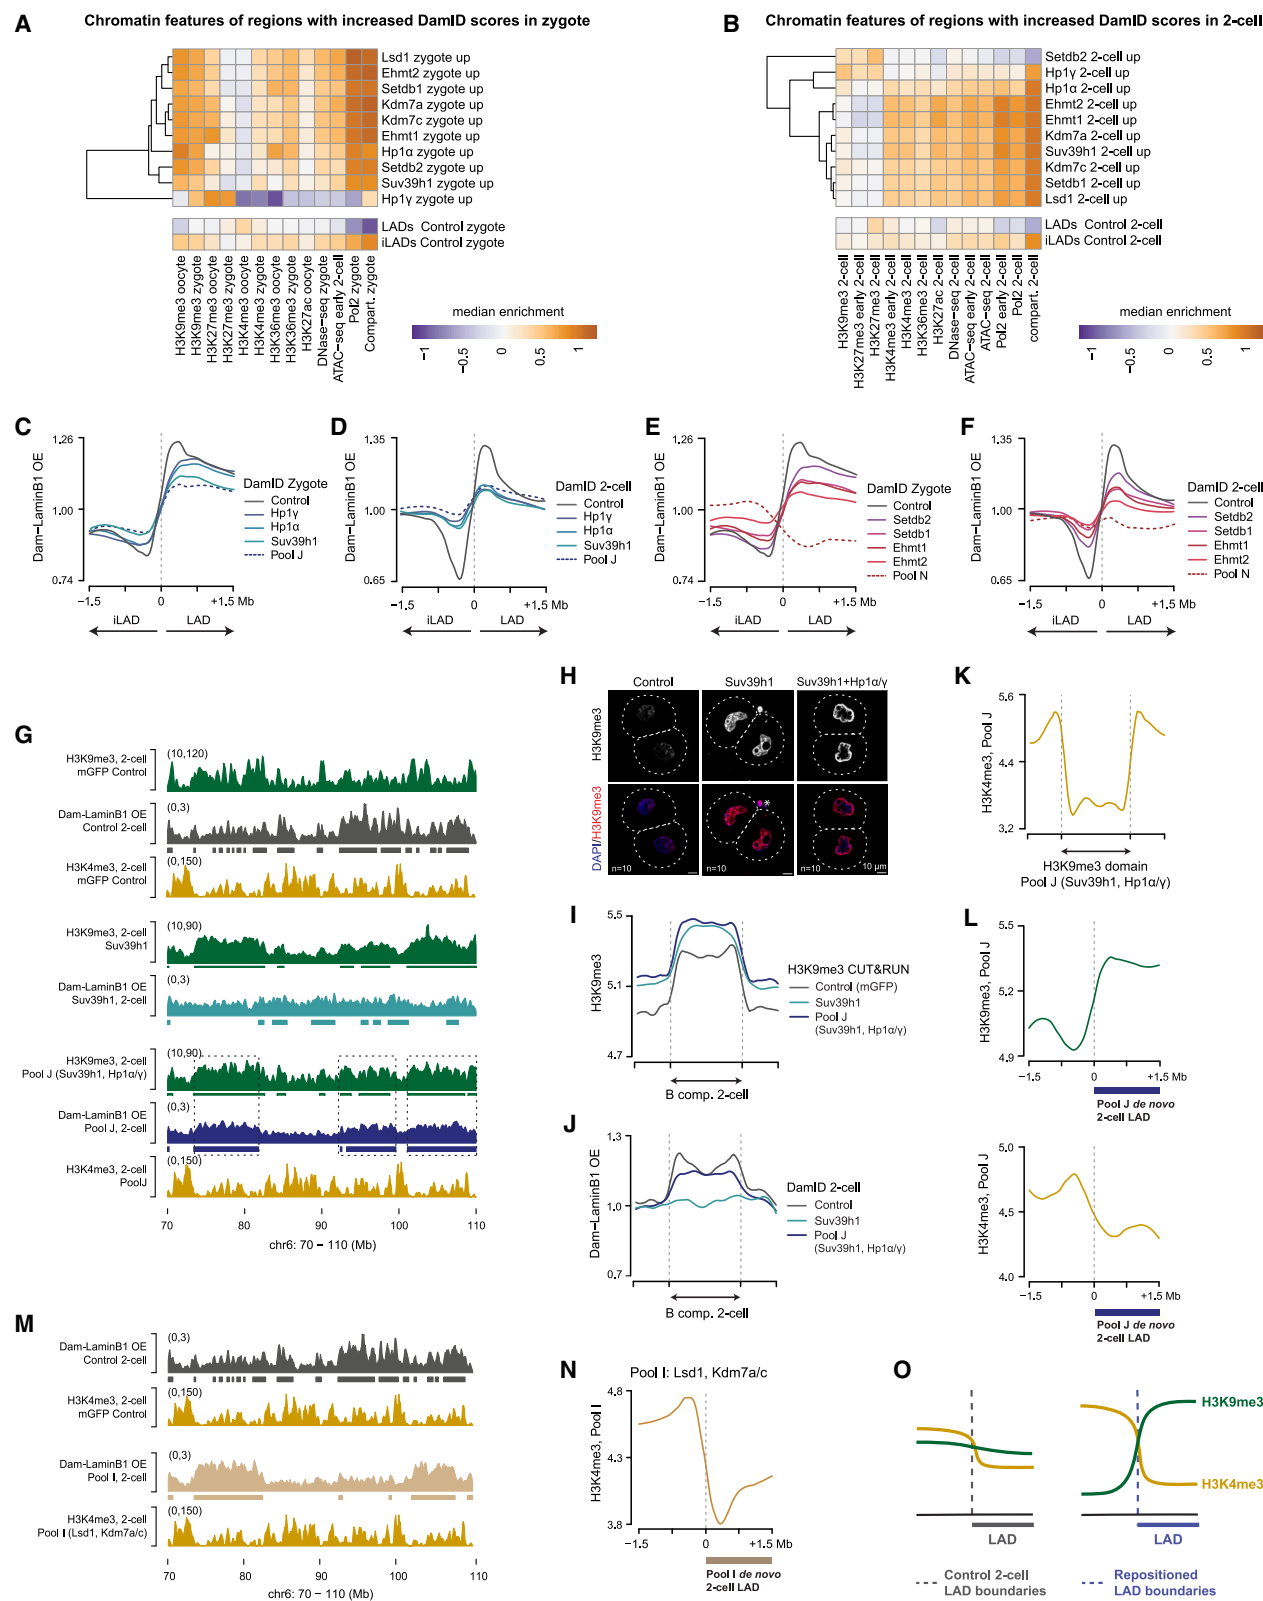 A
Chromatin features of regions with increased DamID scores in zygote
Lsd1 zygote up
Ehmt2 zygote up
Setdb1 zygote up
Kdm7a zygote up
Kdm7c zygote up
Ehmt1 zygote up
Hp1α zygote up
Setdb2 zygote up
Suv39h1 zygote up
Hp1γ zygote up
LADs Control zygote
iLADs Control zygote
H3K9me3 oocyte
H3K9me3 zygote
H3K27me3 oocyte
H3K27me3 zygote
H3K4me3 oocyte
H3K4me3 zygote
H3K36me3 oocyte
H3K36me3 zygote
H3K27ac oocyte
DNase−seq zygote
ATAC−seq early 2−cell
Pol2 zygote
Compart. zygote
median enrichment
−1
−0.5
0
0.5
1
B
Chromatin features of regions with increased DamID scores in 2-cell
Setdb2 2−cell up
Hp1γ 2−cell up
Hp1α 2−cell up
Ehmt2 2−cell up
Ehmt1 2−cell up
Kdm7a 2−cell up
Suv39h1 2−cell up
Kdm7c 2−cell up
Setdb1 2−cell up
Lsd1 2−cell up
LADs Control 2−cell
iLADs Control 2−cell
H3K9me3 2−cell
H3K27me3 early 2−cell
H3K27me3 2−cell
H3K4me3 early 2−cell
H3K4me3 2−cell
H3K36me3 2−cell
H3K27ac 2−cell
DNase−seq 2−cell
ATAC−seq early 2−cell
ATAC−seq 2−cell
Pol2 early 2−cell
Pol2 2−cell
compart. 2−cell
median enrichment
−1
−0.5
0
0.5
1
C
Dam−LaminB1 OE
1.26
1.00
0.74
−1.5
0
+1.5 Mb
iLAD
LAD
DamID Zygote
Control
Hp1γ
Hp1α
Suv39h1
Pool J
D
Dam−LaminB1 OE
1.35
1.00
0.65
−1.5
0
+1.5 Mb
iLAD
LAD
DamID 2-cell
Control
Hp1γ
Hp1α
Suv39h1
Pool J
E
Dam−LaminB1 OE
1.26
1.00
0.74
−1.5
0
+1.5 Mb
iLAD
LAD
DamID Zygote
Control
Setdb2
Setdb1
Ehmt1
Ehmt2
Pool N
F
Dam−LaminB1 OE
1.35
1.00
0.65
−1.5
0
+1.5 Mb
iLAD
LAD
DamID 2-cell
Control
Setdb2
Setdb1
Ehmt1
Ehmt2
Pool N
G
H3K9me3, 2-cell
mGFP Control
(10,120)
Dam-LaminB1 OE
Control 2-cell
(0,3)
H3K4me3, 2-cell
mGFP Control
(0,150)
H3K9me3, 2-cell
Suv39h1
(10,90)
Dam-LaminB1 OE
Suv39h1, 2-cell
(0,3)
H3K9me3, 2-cell
Pool J (Suv39h1, Hp1α/γ)
(10,90)
Dam-LaminB1 OE
Pool J, 2-cell
(0,3)
H3K4me3, 2-cell
PoolJ
(0,150)
70
80
90
100
110
chr6: 70 − 110 (Mb)
H
Control
Suv39h1
Suv39h1+Hp1α/γ
H3K9me3
DAPI/H3K9me3
*
n=10
n=10
n=10
10 µm
I
H3K9me3
5.5
5.1
4.7
B comp. 2-cell
H3K9me3 CUT&RUN
Control (mGFP)
Suv39h1
Pool J
(Suv39h1, Hp1α/γ)
J
Dam−LaminB1 OE
1.3
1.0
0.7
B comp. 2-cell
DamID 2-cell
Control
Suv39h1
Pool J
(Suv39h1, Hp1α/γ)
K
H3K4me3, Pool J
5.6
4.4
3.2
H3K9me3 domain
Pool J (Suv39h1, Hp1α/γ)
L
H3K9me3, Pool J
5.5
5.2
4.9
−1.5
0
+1.5 Mb
Pool J de novo
2-cell LAD
H3K4me3, Pool J
5.0
4.5
4.0
−1.5
0
+1.5 Mb
Pool J de novo
2-cell LAD
M
Dam-LaminB1 OE
Control 2-cell
(0,3)
H3K4me3, 2-cell
mGFP Control
(0,150)
Dam-LaminB1 OE
Pool I, 2-cell
(0,3)
H3K4me3, 2-cell
Pool I (Lsd1, Kdm7a/c)
(0,150)
70
80
90
100
110
chr6: 70 − 110 (Mb)
N
Pool I: Lsd1, Kdm7a/c
H3K4me3, Pool I
4.8
4.3
3.8
−1.5
0
+1.5 Mb
Pool I de novo
2-cell LAD
O
H3K9me3
H3K4me3
LAD
LAD
Control 2-cell
LAD boundaries
Repositioned
LAD boundaries